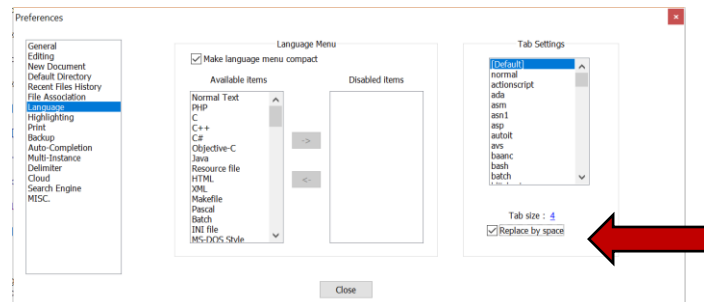 Preferences
General
Editing
New Document
Default Directory
Recent Files History
File Association
Language
Highlighting
Print
Backup
Auto-Completion
Multi-Instance
Delimiter
Cloud
Search Engine
MISC.
Language Menu
Make language menu compact
Available items
Normal Text
PHP
C
C++
C#
Objective-C
Java
Resource file
HTML
XML
Makefile
Pascal
Batch
INI file
MS-DOS Style
->
<-
Disabled items
Tab Settings
[Default]
normal
actionscript
ada
asm
asn1
asp
autoit
avs
baanc
bash
batch
Tab size : 4
Replace by space
Close